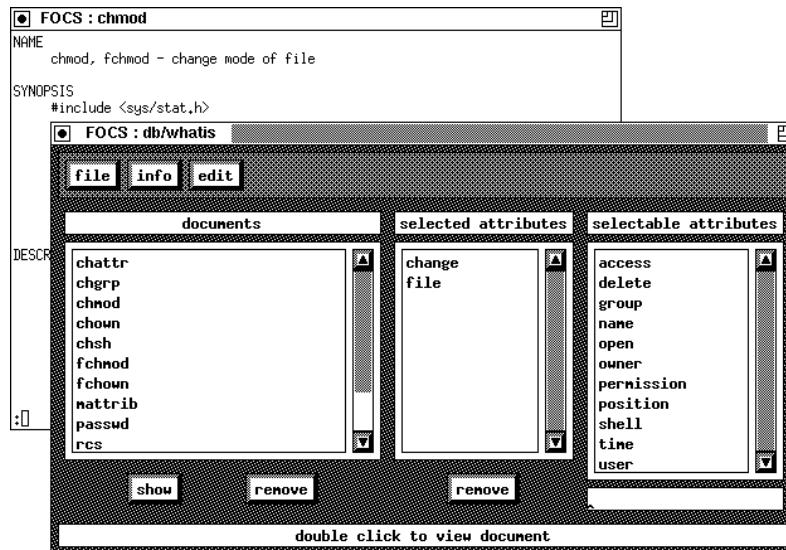 FOCS : chmod
NAME
chmod, fchmod - change mode of file
SYNOPSIS
#include <sys/stat.h>
DESCR
:
FOCS : db/whatis
file info edit
documents
chattr
chgrp
chmod
chown
chsh
fchmod
fchown
mattrib
passwd
rcs
show remove
selected attributes
change
file
remove
selectable attributes
access
delete
group
name
open
owner
permission
position
shell
time
user
double click to view document